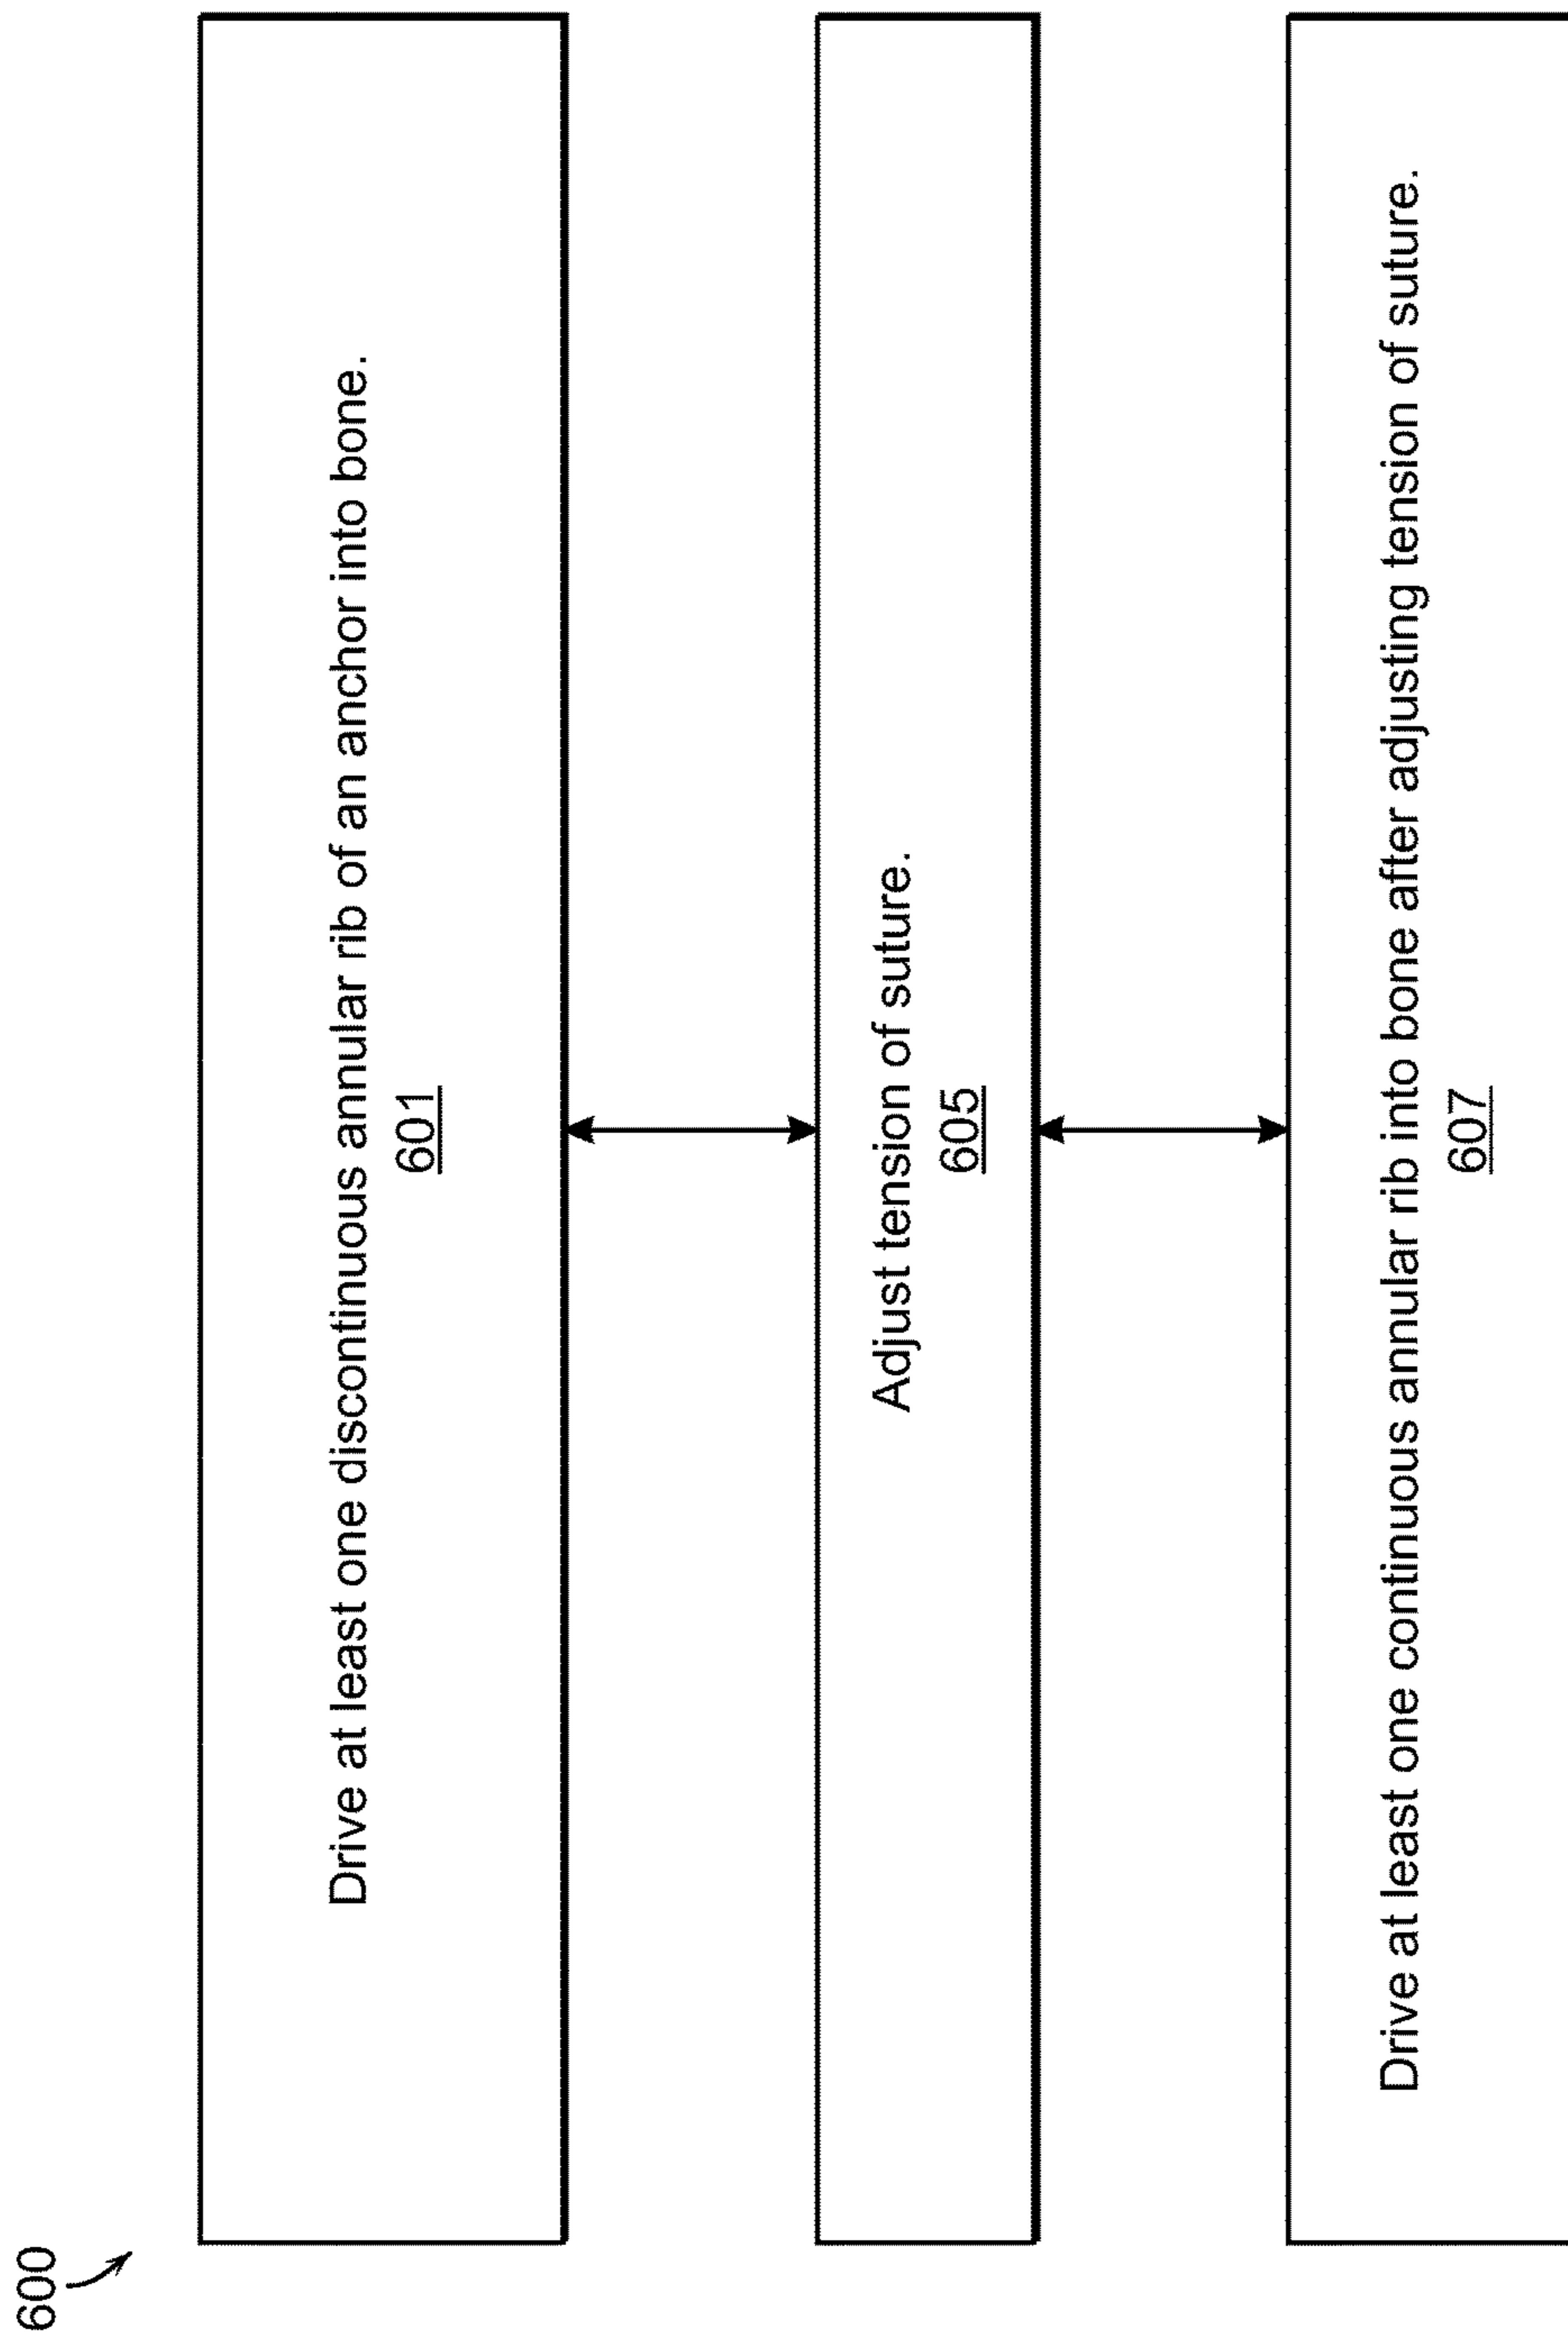 600
Drive at least one discontinuous annular rib of an anchor into bone.
601
Adjust tension of suture.
605
Drive at least one continuous annular rib into bone after adjusting tension of suture.
607